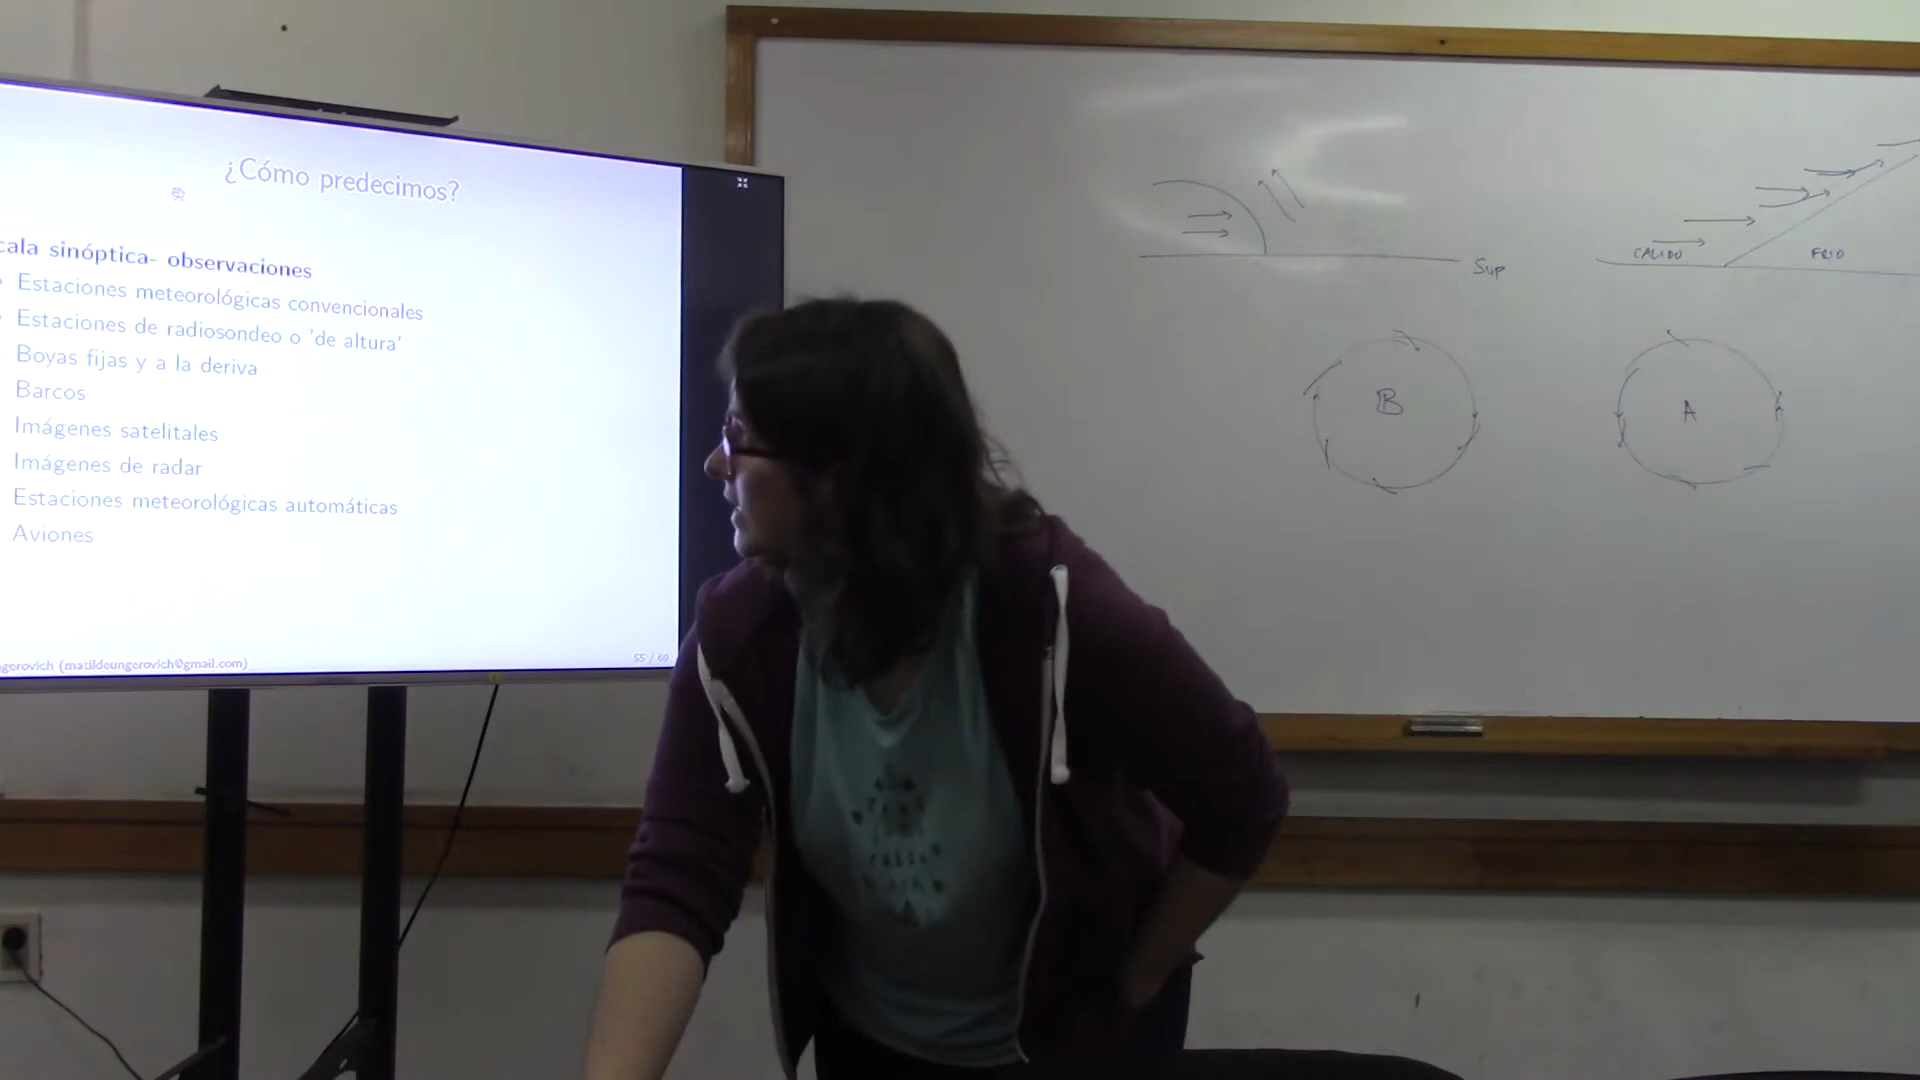 ¿Cómo predecimos?
cala sinóptica- observaciones
Estaciones meteorológicas convencionales
Estaciones de radiosondeo o 'de altura'
Boyas fijas y a la deriva
Barcos
Imágenes satelitales
Imágenes de radar
Estaciones meteorológicas automáticas
Aviones
gerovich (matildeungerovich@gmail.com)
55 / 60
Sup
CALIDO
FRIO
B
A